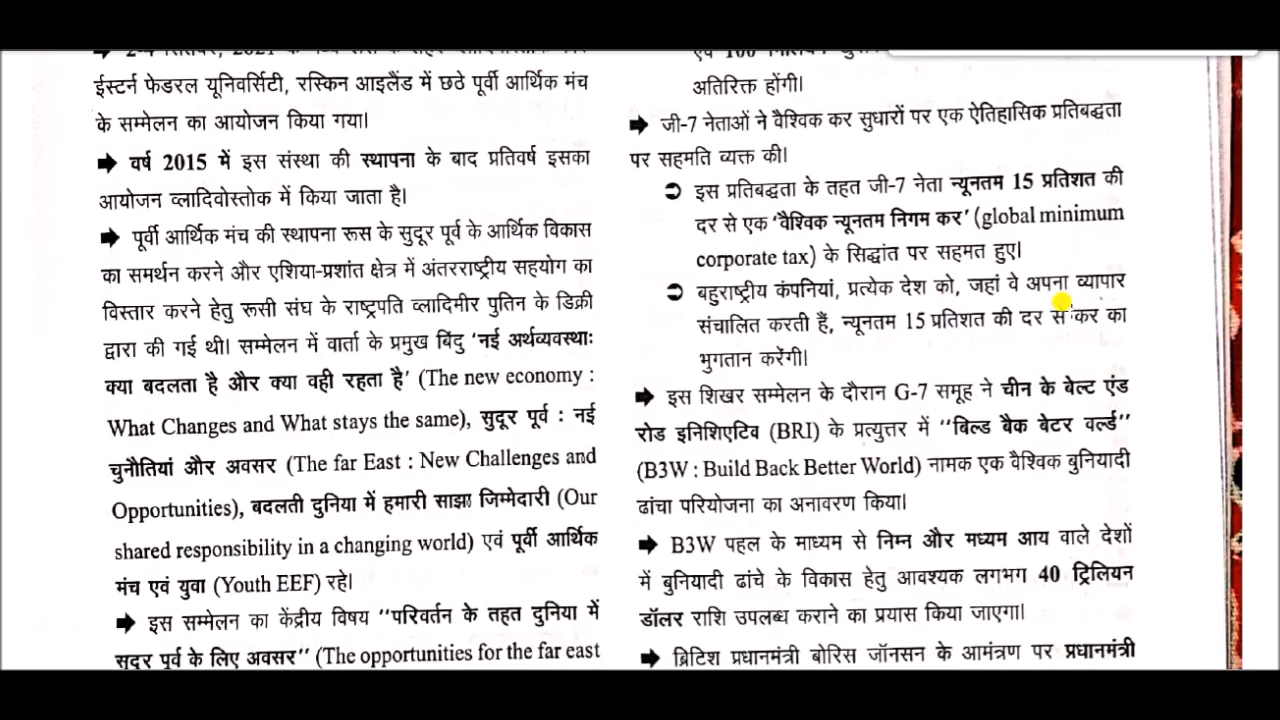 ईस्टर्न फेडरल यूनिवर्सिटी, रस्किन आइलैंड में छठे पूर्वी आर्थिक मंच
के सम्मेलन का आयोजन किया गया।
➡ वर्ष 2015 में इस संस्था की स्थापना के बाद प्रतिवर्ष इसका
आयोजन व्लादिवोस्तोक में किया जाता है।
➡ पूर्वी आर्थिक मंच की स्थापना रूस के सुदूर पूर्व के आर्थिक विकास
का समर्थन करने और एशिया-प्रशांत क्षेत्र में अंतरराष्ट्रीय सहयोग का
विस्तार करने हेतु रूसी संघ के राष्ट्रपति व्लादिमीर पुतिन के डिक्री
द्वारा की गई थी। सम्मेलन में वार्ता के प्रमुख बिंदु 'नई अर्थव्यवस्थाः
क्या बदलता है और क्या वही रहता है' (The new economy :
What Changes and What stays the same), सुदूर पूर्व : नई
चुनौतियां और अवसर (The far East : New Challenges and
Opportunities), बदलती दुनिया में हमारी साझा जिम्मेदारी (Our
shared responsibility in a changing world) एवं पूर्वी आर्थिक
मंच एवं युवा (Youth EEF) रहे।
➡ इस सम्मेलन का केंद्रीय विषय "परिवर्तन के तहत दुनिया में
सुदूर पूर्व के लिए अवसर" (The opportunities for the far east
अतिरिक्त होंगी।
➡ जी-7 नेताओं ने वैश्विक कर सुधारों पर एक ऐतिहासिक प्रतिबद्धता
पर सहमति व्यक्त की।
➲ इस प्रतिबद्धता के तहत जी-7 नेता न्यूनतम 15 प्रतिशत की
दर से एक 'वैश्विक न्यूनतम निगम कर' (global minimum
corporate tax) के सिद्धांत पर सहमत हुए।
➲ बहुराष्ट्रीय कंपनियां, प्रत्येक देश को, जहां वे अपना व्यापार
संचालित करती हैं, न्यूनतम 15 प्रतिशत की दर से कर का
भुगतान करेंगी।
➡ इस शिखर सम्मेलन के दौरान G-7 समूह ने चीन के बेल्ट एंड
रोड इनिशिएटिव (BRI) के प्रत्युत्तर में "बिल्ड बैक बेटर वर्ल्ड"
(B3W : Build Back Better World) नामक एक वैश्विक बुनियादी
ढांचा परियोजना का अनावरण किया।
➡ B3W पहल के माध्यम से निम्न और मध्यम आय वाले देशों
में बुनियादी ढांचे के विकास हेतु आवश्यक लगभग 40 ट्रिलियन
डॉलर राशि उपलब्ध कराने का प्रयास किया जाएगा।
➡ ब्रिटिश प्रधानमंत्री बोरिस जॉनसन के आमंत्रण पर प्रधानमंत्री